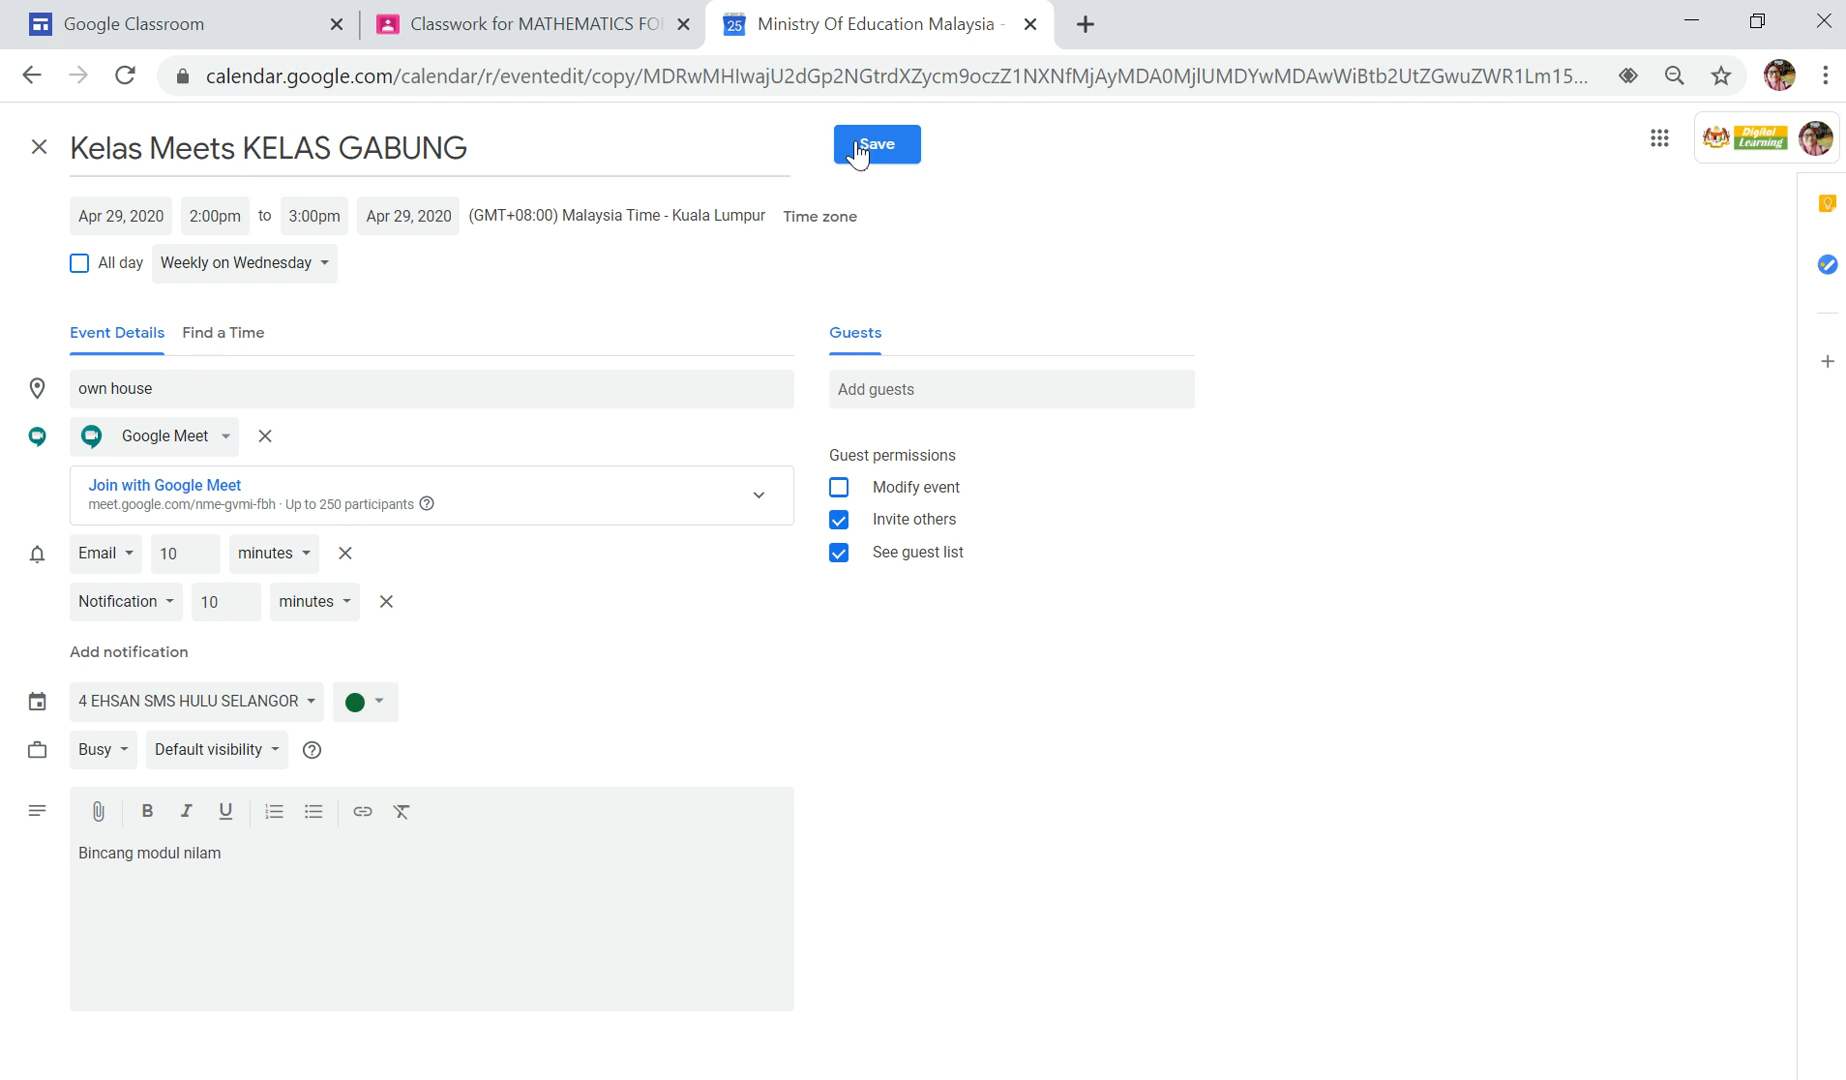 Google Classroom
Classwork for MATHEMATICS FO
25 Ministry Of Education Malaysia -
calendar.google.com/calendar/r/eventedit/copy/MDRwMHIwajU2dGp2NGtrdXZycm9oczZ1NXNfMjAyMDA0MjlUMDYwMDAwWiBtb2UtZGwuZWR1Lm15...
Kelas Meets KELAS GABUNG
Save
Digital Learning
Apr 29, 2020 2:00pm to 3:00pm Apr 29, 2020 (GMT+08:00) Malaysia Time - Kuala Lumpur Time zone
All day Weekly on Wednesday
Event Details Find a Time
Guests
own house
Add guests
Google Meet
Join with Google Meet
meet.google.com/nme-gvmi-fbh · Up to 250 participants
Guest permissions
Modify event
Invite others
See guest list
Email 10 minutes
Notification 10 minutes
Add notification
4 EHSAN SMS HULU SELANGOR
Busy Default visibility
B I U
Bincang modul nilam